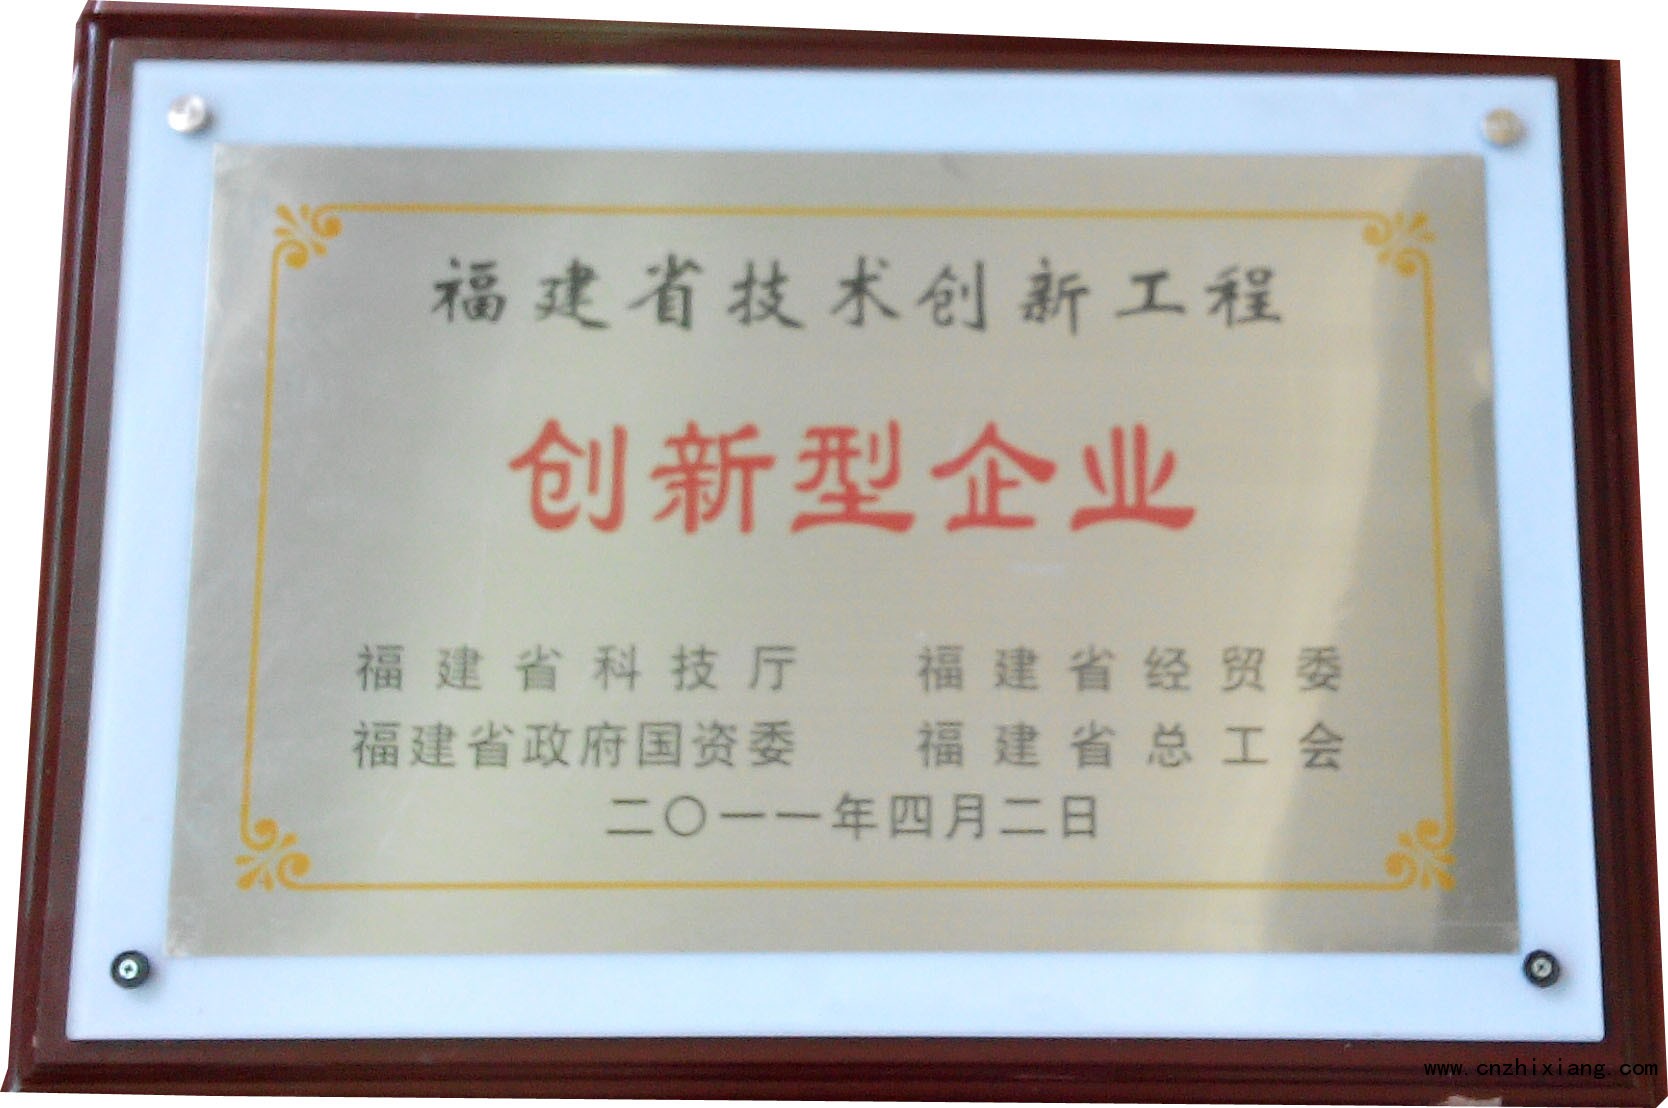 福建省技术创新工程
创新型企业
福建省科技厅 福建省经贸委
福建省政府国资委 福建省总工会
二〇一一年四月二日
www.cnzhixiang.com